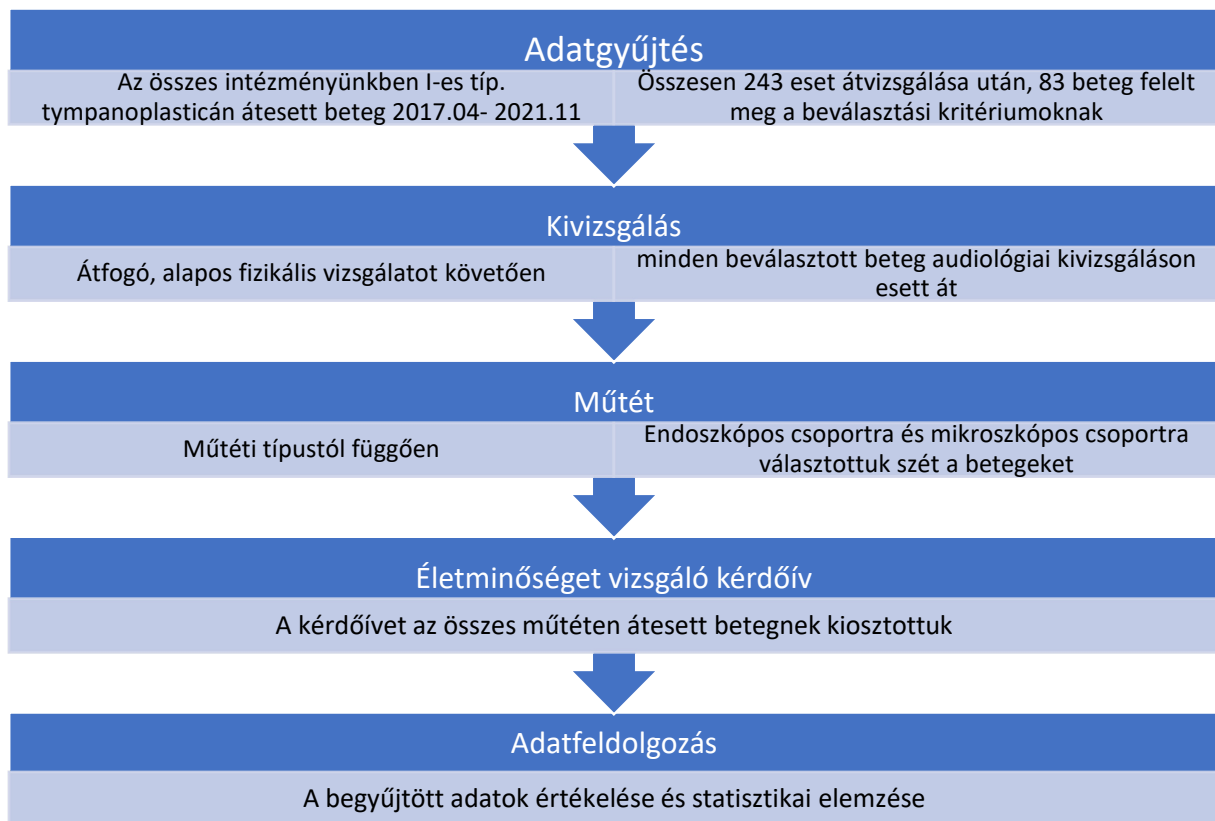 Adatgyűjtés
Az összes intézményünkben I-es típ.
tympanoplasticán átesett beteg 2017.04- 2021.11
Összesen 243 eset átvizsgálása után, 83 beteg felelt
meg a beválasztási kritériumoknak
Kivizsgálás
Átfogó, alapos fizikális vizsgálatot követően
minden beválasztott beteg audiológiai kivizsgáláson
esett át
Műtét
Műtéti típustól függően
Endoszkópos csoportra és mikroszkópos csoportra
választottuk szét a betegeket
Életminőséget vizsgáló kérdőív
A kérdőívet az összes műtéten átesett betegnek kiosztottuk
Adatfeldolgozás
A begyűjtött adatok értékelése és statisztikai elemzése